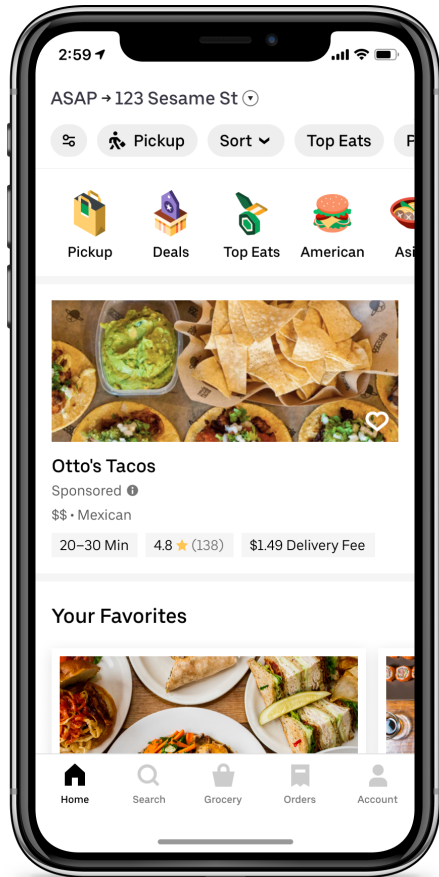 2:59
ASAP → 123 Sesame St
Pickup Sort Top Eats P
Pickup Deals Top Eats American Asi
Otto's Tacos
Sponsored
$$ • Mexican
20–30 Min 4.8 ★ (138) $1.49 Delivery Fee
Your Favorites
Home Search Grocery Orders Account